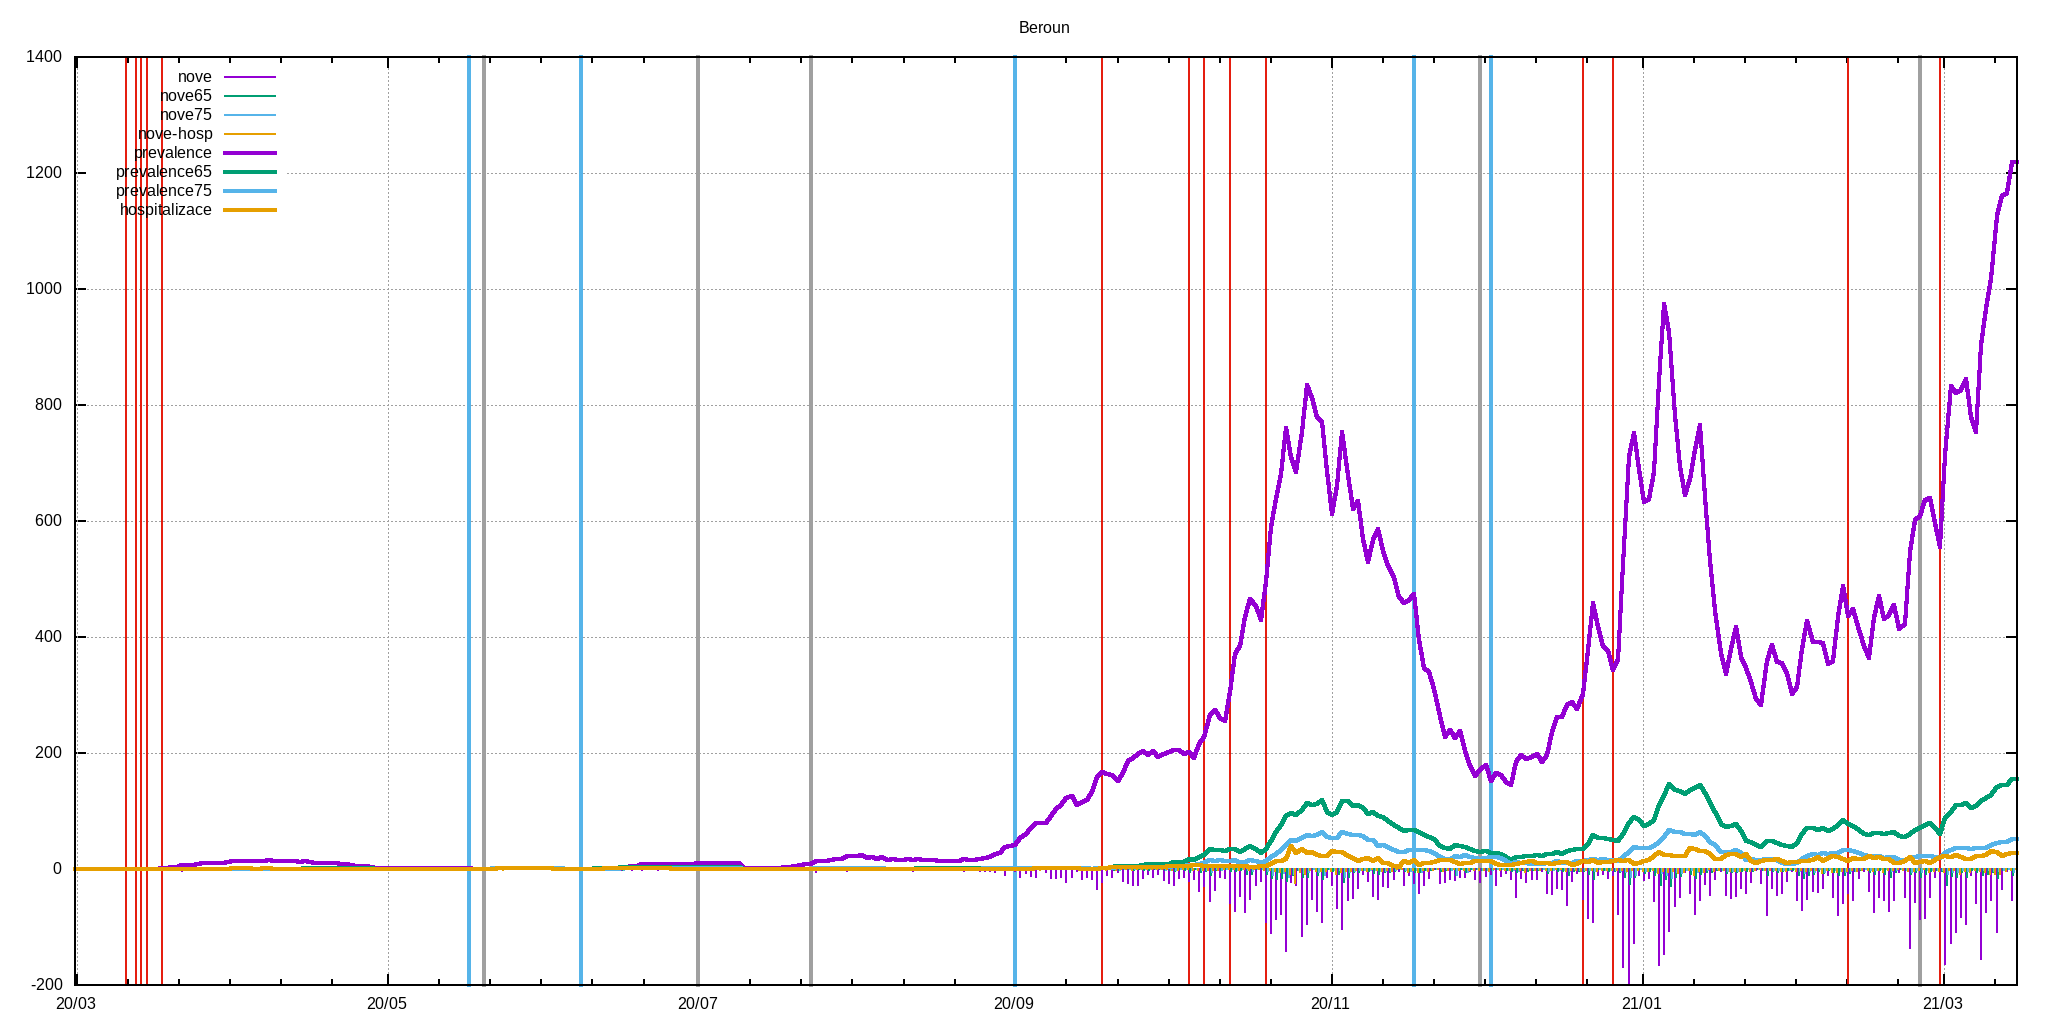 Beroun
1400
1200
1000
800
600
400
200
0
-200
nove
nove65
nove75
nove-hosp
prevalence
prevalence65
prevalence75
hospitalizace
20/03
20/05
20/07
20/09
20/11
21/01
21/03